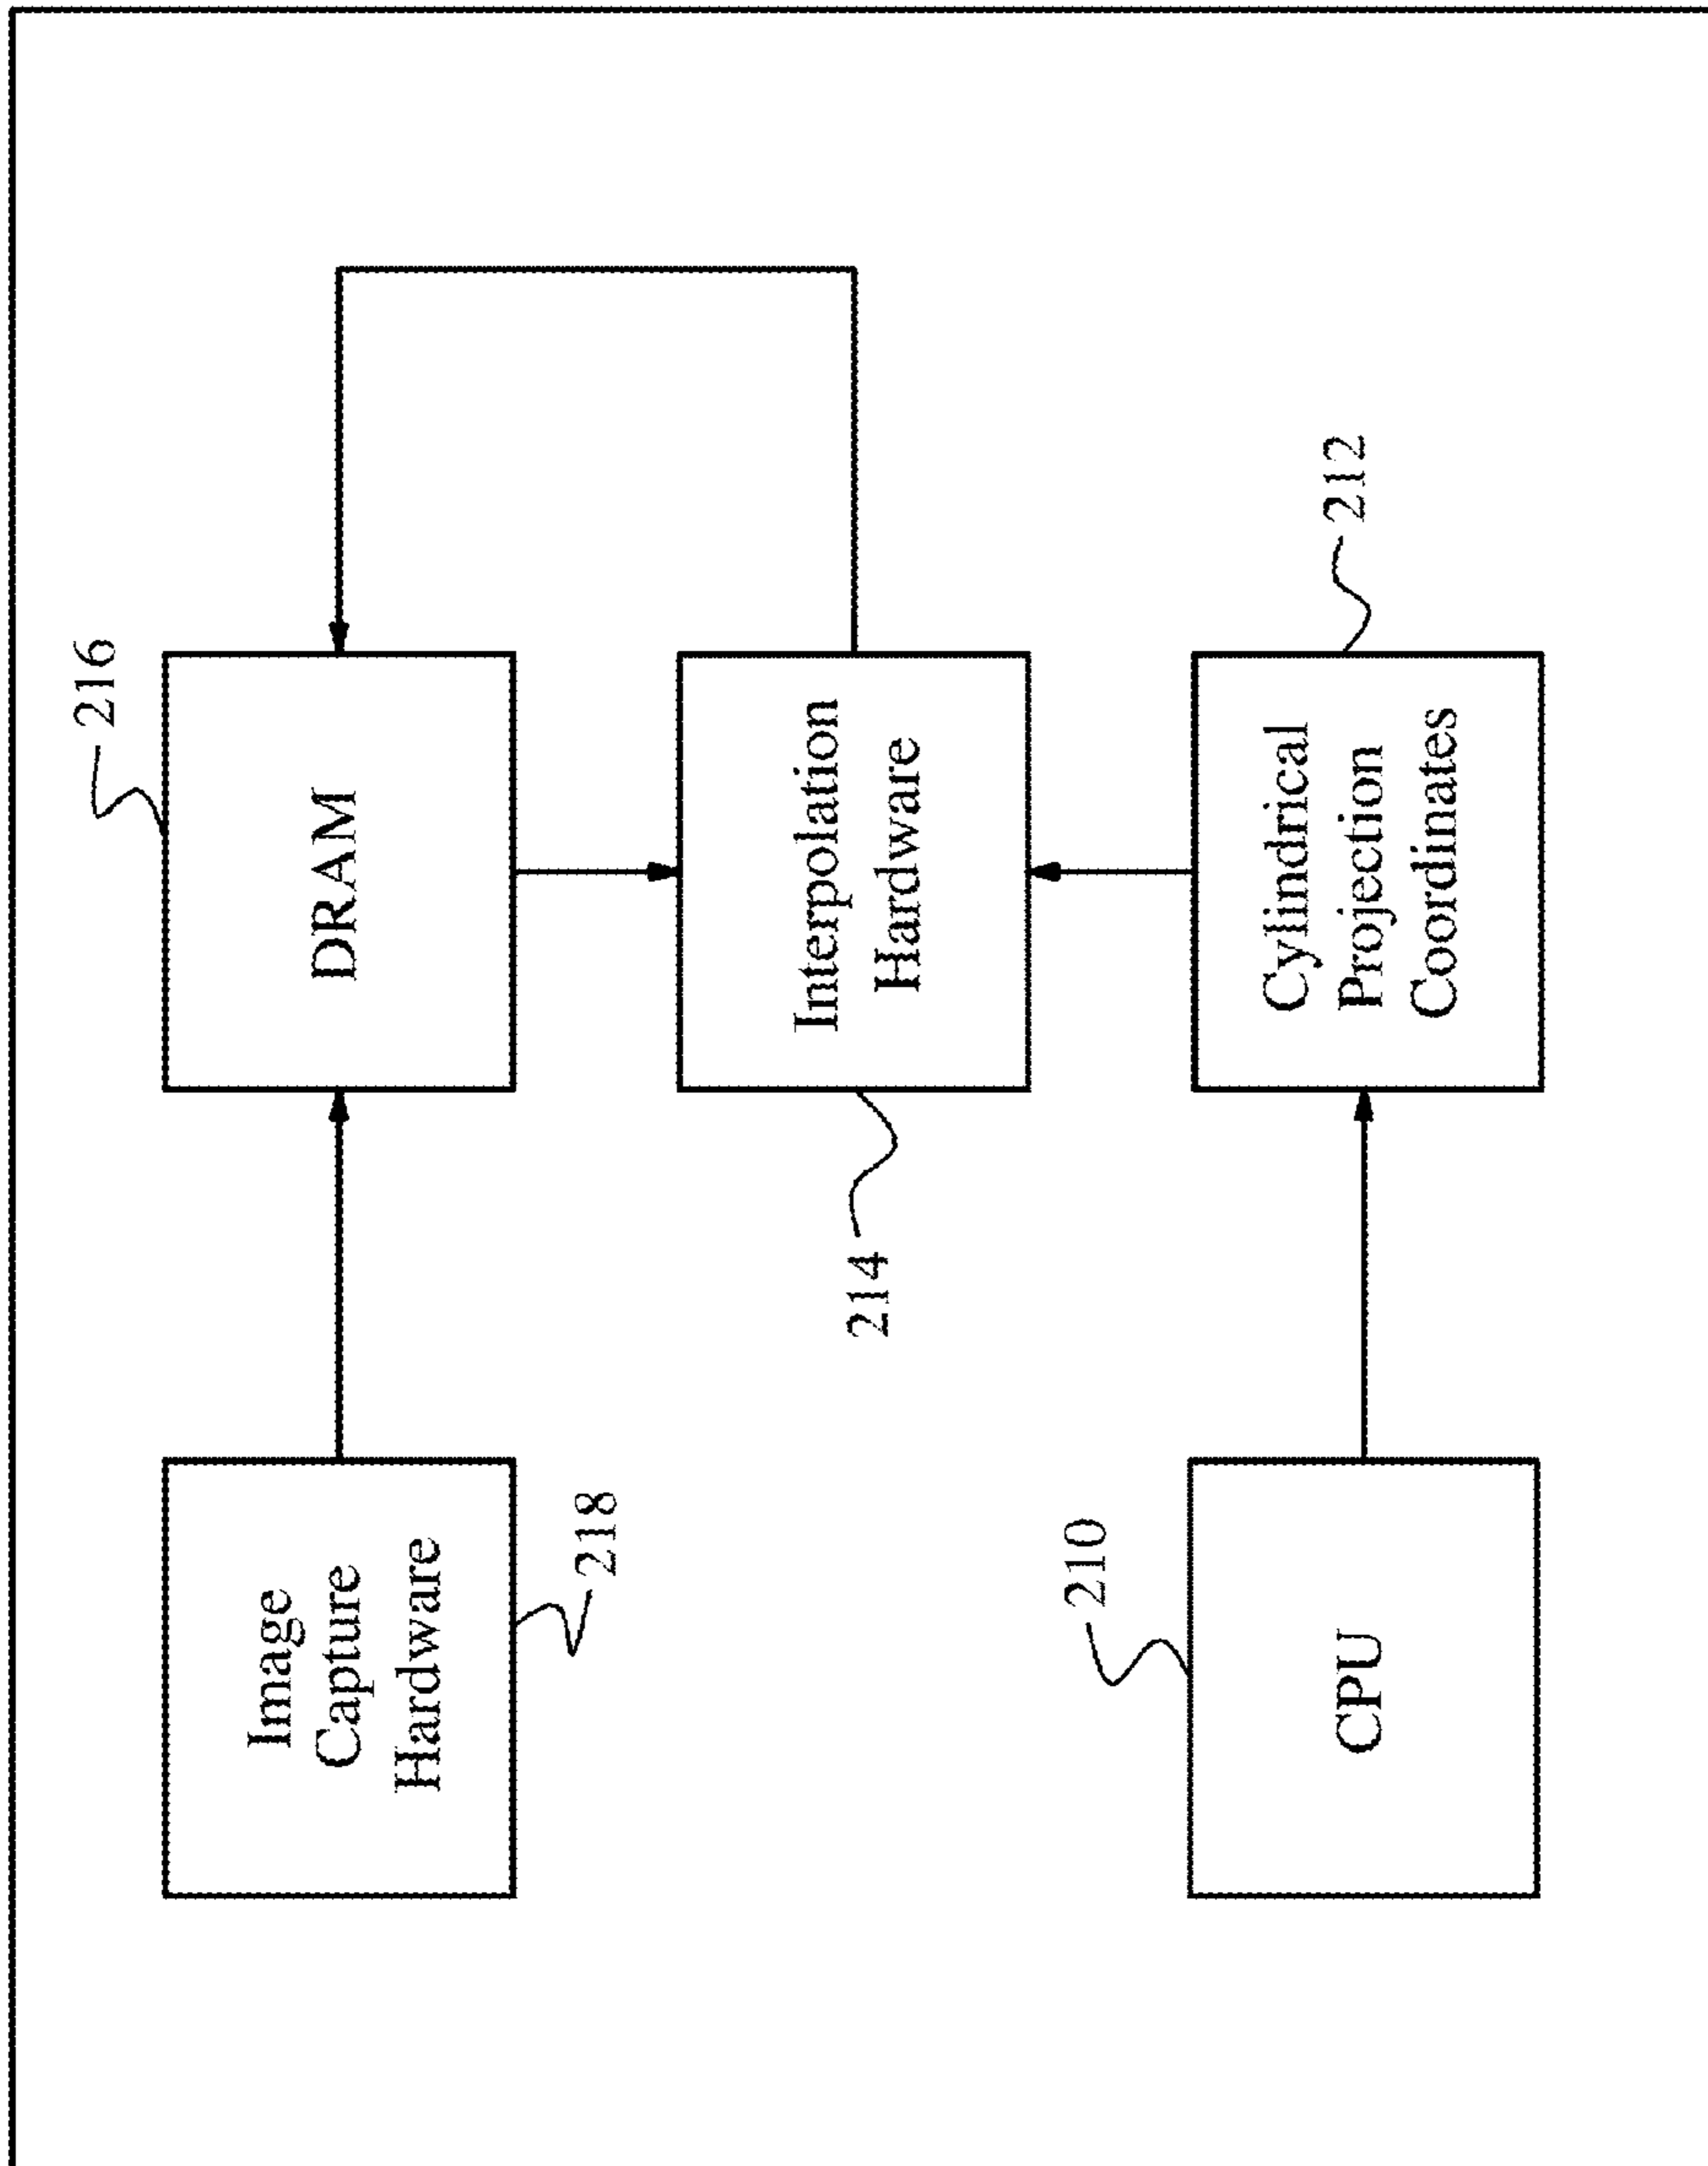 Image
Capture
Hardware
218
DRAM
216
Interpolation
Hardware
214
CPU
210
Cylindrical
Projection
Coordinates
212